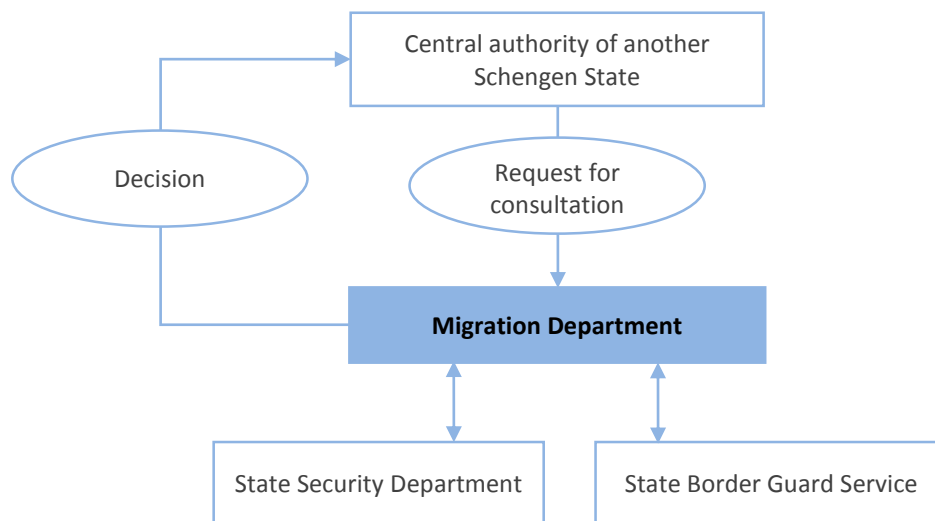 Central authority of another
Schengen State
Decision
Request for
consultation
Migration Department
State Security Department
State Border Guard Service